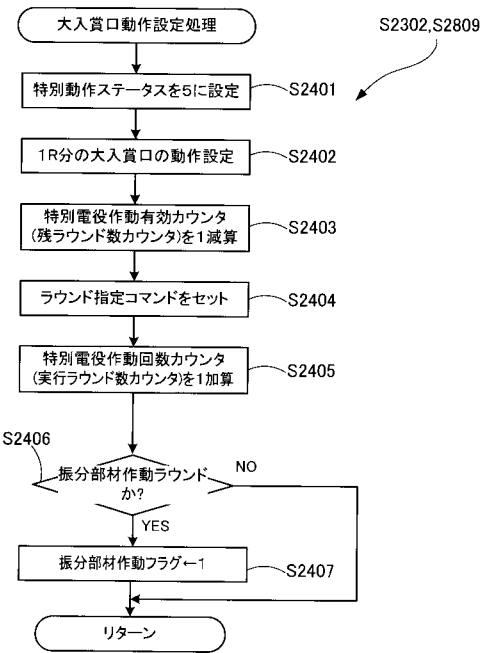 大入賞口動作設定処理
S2302,S2809
特別動作ステータスを5に設定
S2401
1R分の大入賞口の動作設定
S2402
特別電役作動有効カウンタ
(残ラウンド数カウンタ)を1減算
S2403
ラウンド指定コマンドをセット
S2404
特別電役作動回数カウンタ
(実行ラウンド数カウンタ)を1加算
S2405
S2406
振分部材作動ラウンド
か?
NO
YES
振分部材作動フラグ←1
S2407
リターン